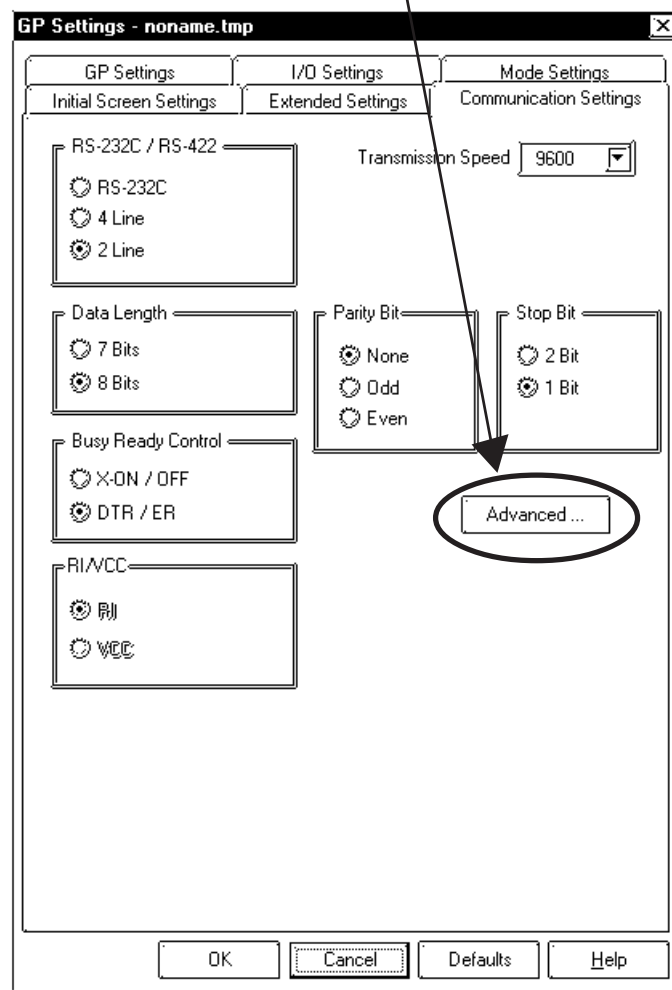 GP Settings - noname.tmp
GP Settings
I/O Settings
Mode Settings
Initial Screen Settings
Extended Settings
Communication Settings
RS-232C / RS-422
RS-232C
4 Line
2 Line
Transmission Speed
9600
Data Length
7 Bits
8 Bits
Parity Bit
None
Odd
Even
Stop Bit
2 Bit
1 Bit
Busy Ready Control
X-ON / OFF
DTR / ER
Advanced ...
RI/VCC
RI
VCC
OK
Cancel
Defaults
Help